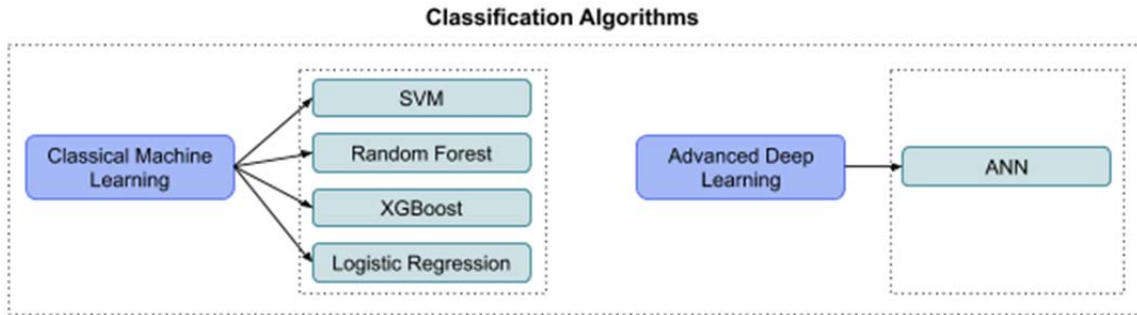 Classification Algorithms
Classical Machine
Learning
SVM
Random Forest
XGBoost
Logistic Regression
Advanced Deep
Learning
ANN